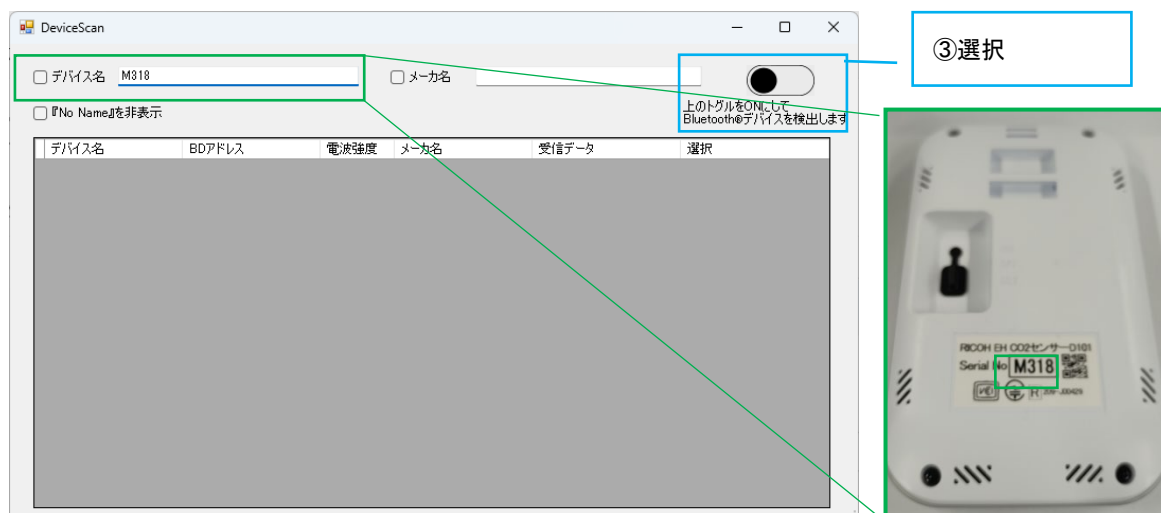 DeviceScan
③選択
デバイス名 M318
メーカ名
『No Name』を非表示
上のトグルをONにして
Bluetooth®デバイスを検出します
デバイス名 BDアドレス 電波強度 メーカ名 受信データ 選択
RICOH EH CO2センサーD101
Serial No M318
R